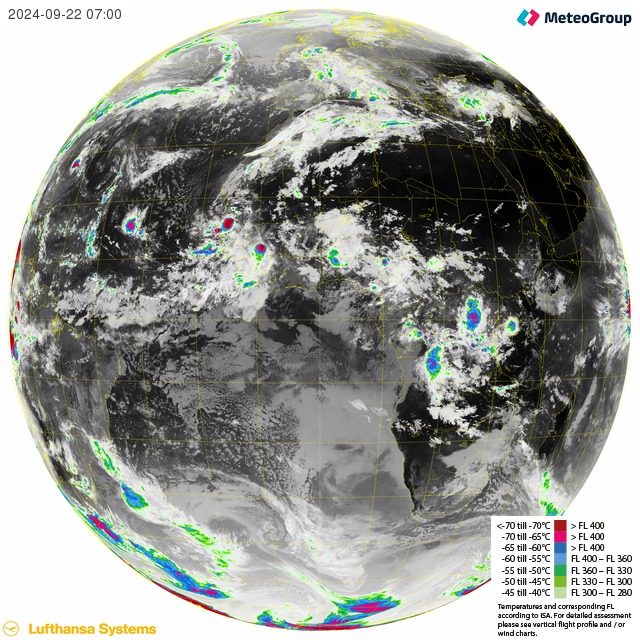 2024-09-22 07:00
MeteoGroup
<-70 till -70°C > FL 400
-70 till -65°C > FL 400
-65 till -60°C > FL 400
-60 till -55°C FL 400 – FL 360
-55 till -50°C FL 360 – FL 330
-50 till -45°C FL 330 – FL 300
-45 till -40°C FL 300 – FL 280
Temperatures and corresponding FL
according to ISA. For detailed assessment
please see vertical flight profile and / or
wind charts.
Lufthansa Systems